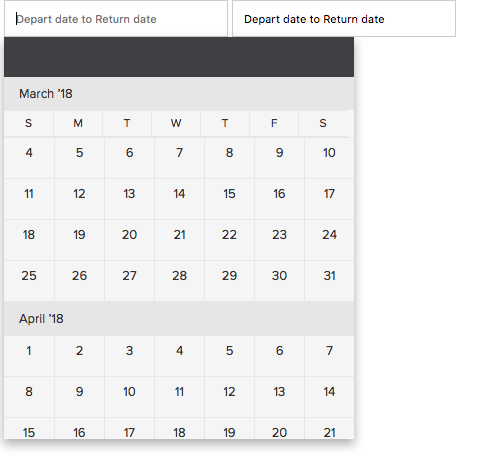 Depart date to Return date Depart date to Return date
March ’18
S M T W T F S
4 5 6 7 8 9 10
11 12 13 14 15 16 17
18 19 20 21 22 23 24
25 26 27 28 29 30 31
April ’18
1 2 3 4 5 6 7
8 9 10 11 12 13 14
15 16 17 18 19 20 21